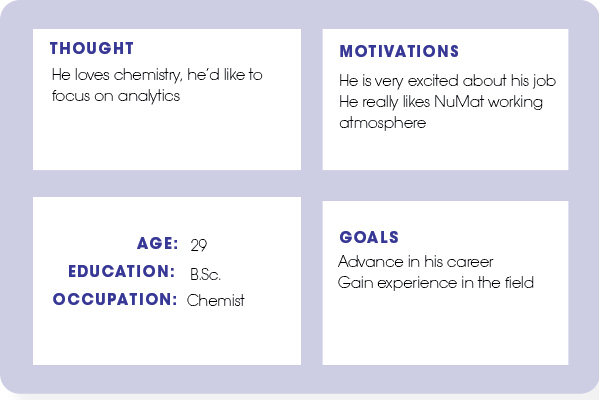 THOUGHT
He loves chemistry, he'd like to
focus on analytics
MOTIVATIONS
He is very excited about his job
He really likes NuMat working
atmosphere
AGE: 29
EDUCATION: B.Sc.
OCCUPATION: Chemist
GOALS
Advance in his career
Gain experience in the field